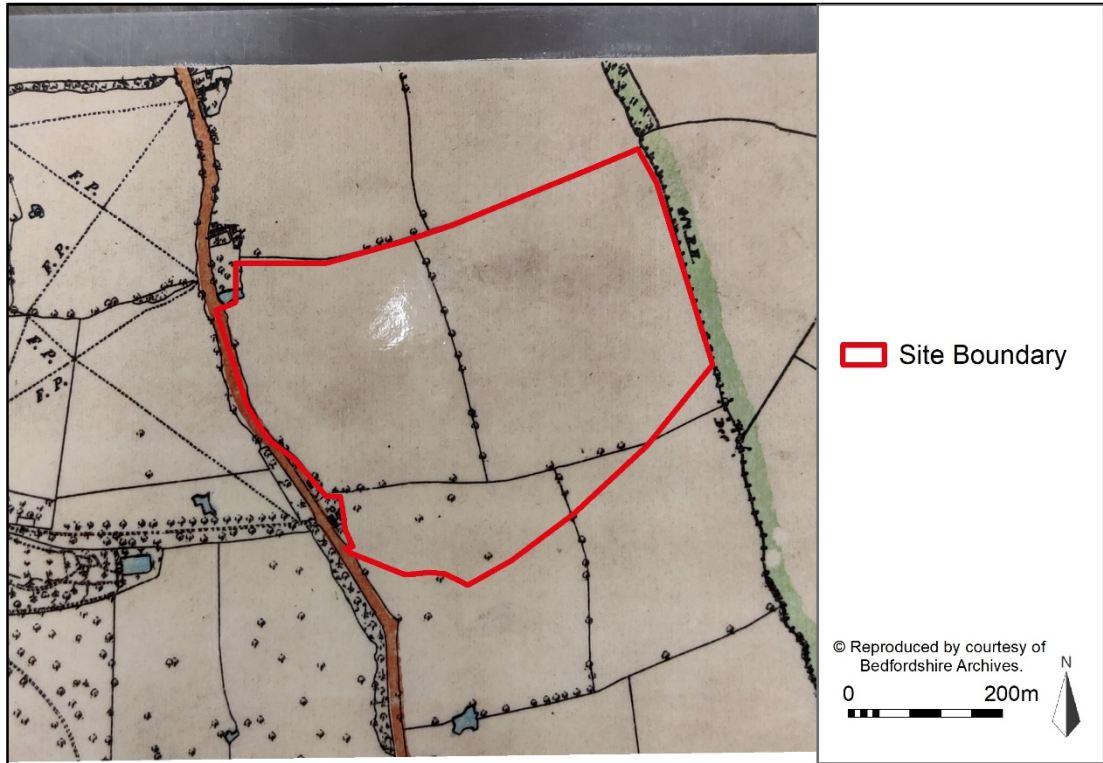 F. P.
F. P.
F. P.
F. P.
Site Boundary
© Reproduced by courtesy of
Bedfordshire Archives.
N
0 200m